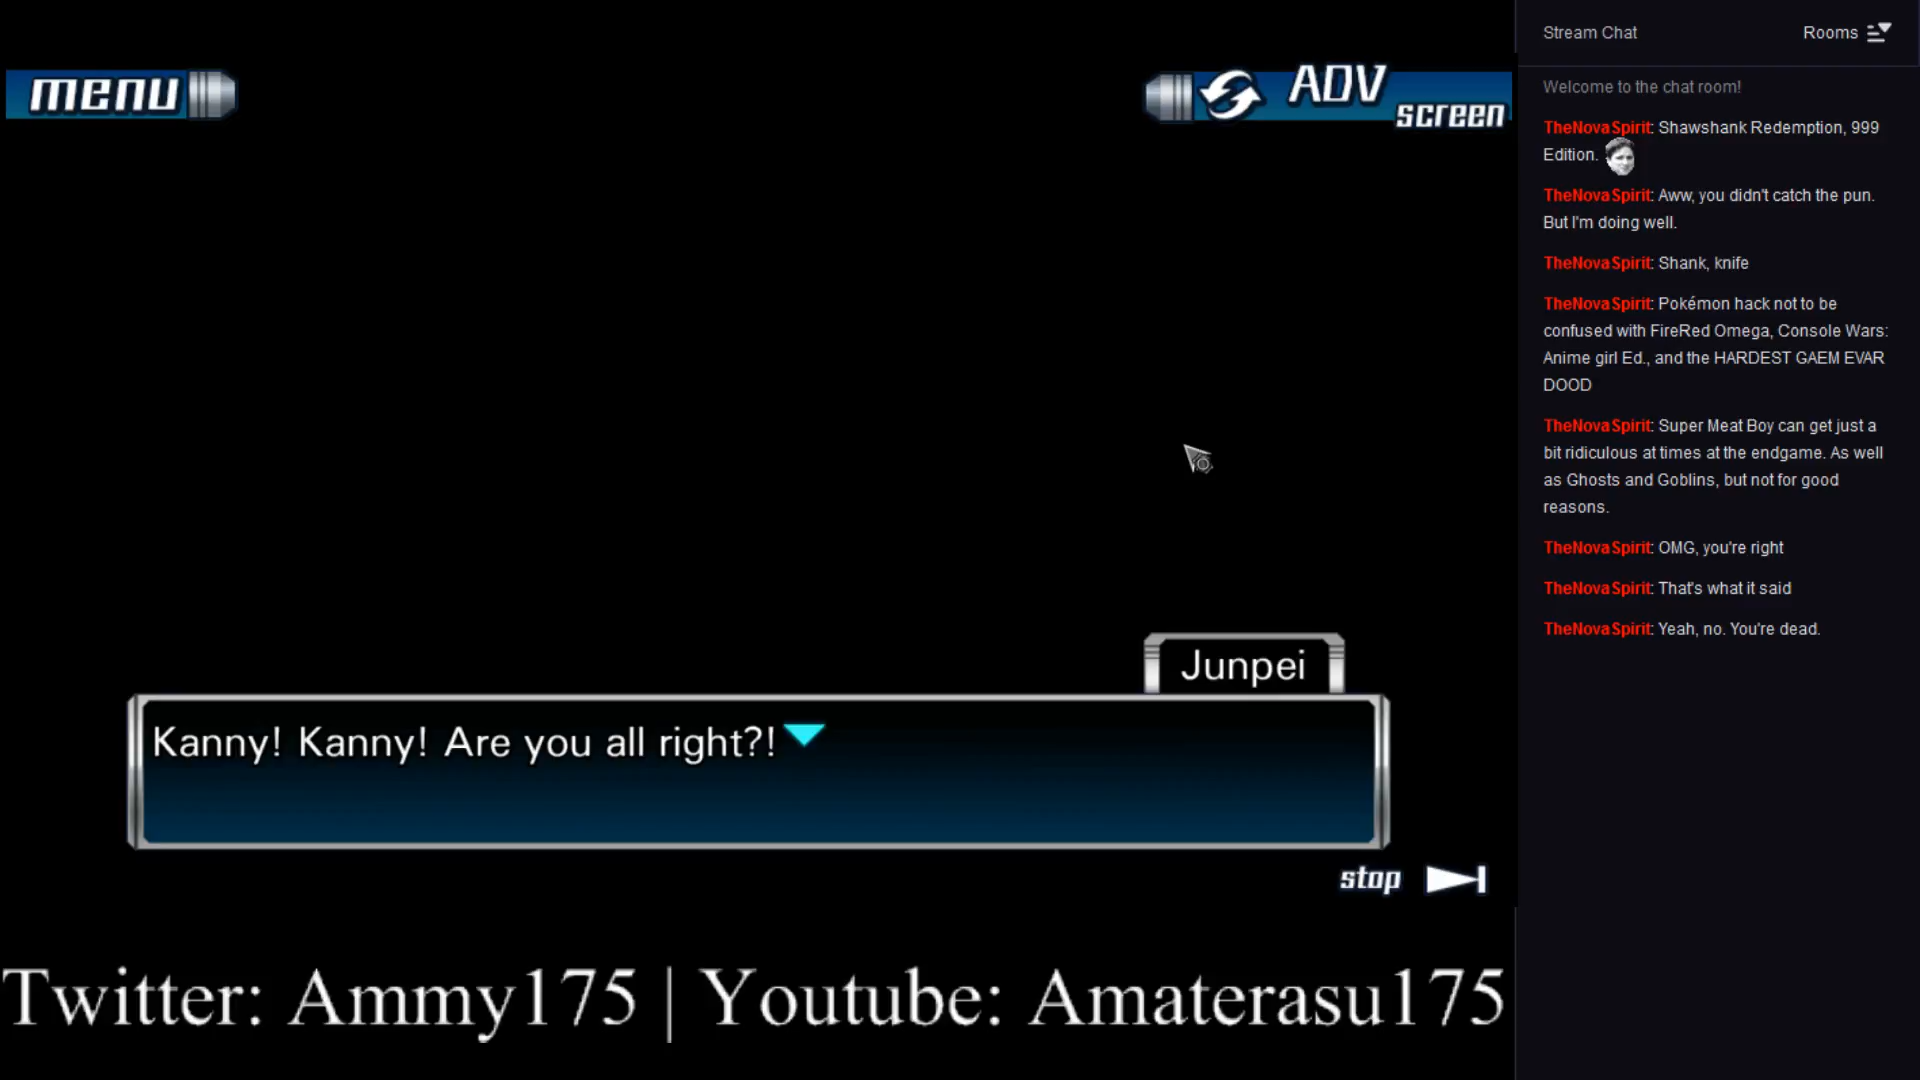 menu
ADV
screen
Junpei
Kanny! Kanny! Are you all right?!
stop
Twitter: Ammy175 | Youtube: Amaterasu175
Stream Chat
Rooms
Welcome to the chat room!
TheNovaSpirit: Shawshank Redemption, 999
Edition.
TheNovaSpirit: Aww, you didn't catch the pun.
But I'm doing well.
TheNovaSpirit: Shank, knife
TheNovaSpirit: Pokémon hack not to be
confused with FireRed Omega, Console Wars:
Anime girl Ed., and the HARDEST GAEM EVAR
DOOD
TheNovaSpirit: Super Meat Boy can get just a
bit ridiculous at times at the endgame. As well
as Ghosts and Goblins, but not for good
reasons.
TheNovaSpirit: OMG, you're right
TheNovaSpirit: That's what it said
TheNovaSpirit: Yeah, no. You're dead.